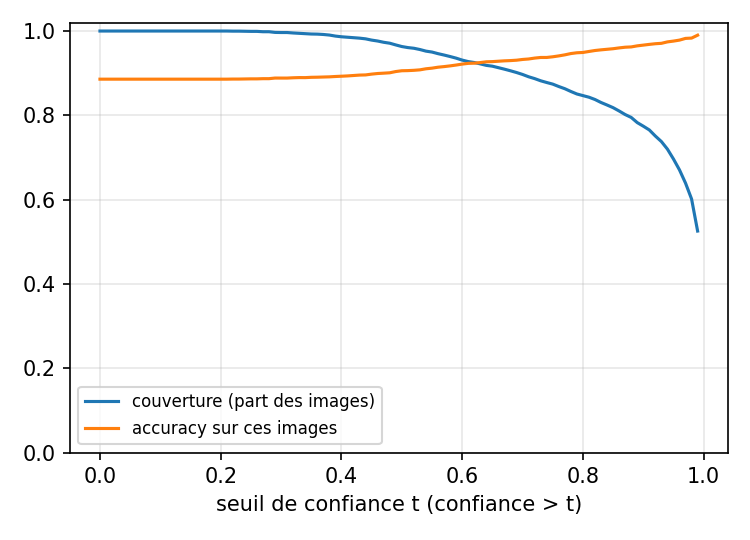 1.0
0.8
0.6
0.4
0.2
0.0
couverture (part des images)
accuracy sur ces images
0.0 0.2 0.4 0.6 0.8 1.0
seuil de confiance t (confiance > t)